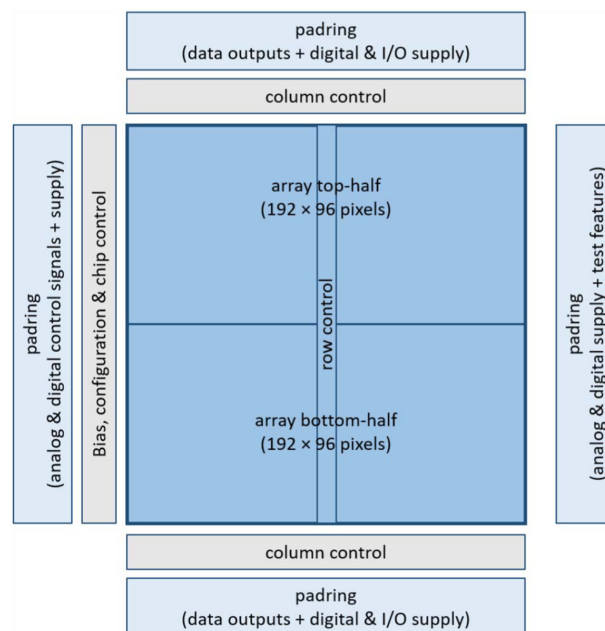 padring
(data outputs + digital & I/O supply)
column control
padring
(analog & digital control signals + supply)
Bias, configuration & chip control
array top-half
(192 × 96 pixels)
row control
array bottom-half
(192 × 96 pixels)
padring
(analog & digital supply + test features)
column control
padring
(data outputs + digital & I/O supply)